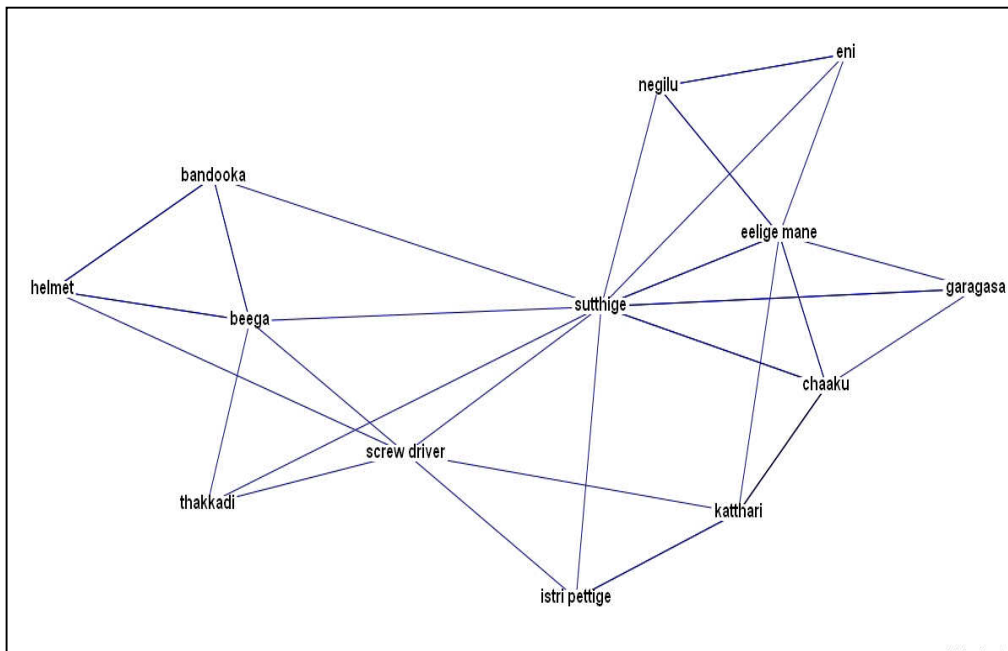 eni
negilu
bandooka
eelige mane
helmet
garagasa
sutthige
beega
chaaku
screw driver
thakkadi
katthari
istri pettige